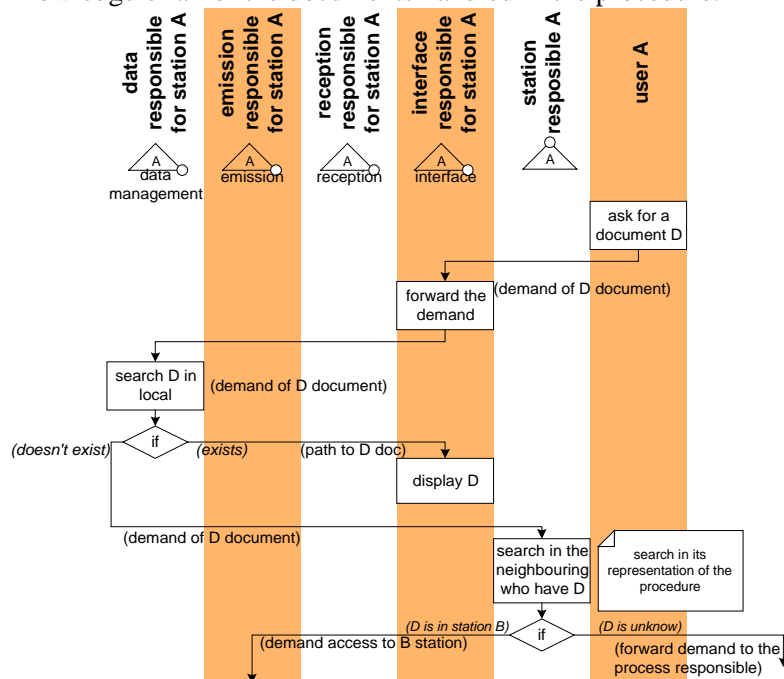 data
responsible
for station A
emission
responsible
for station A
reception
responsible
for station A
interface
responsible
for station A
station
resposible A
user A
A
data
management
A
emission
A
reception
A
interface
A
ask for a
document D
(demand of D document)
forward the
demand
search D in
local
(demand of D document)
(doesn't exist)
if
(exists)
(path to D doc)
display D
(demand of D document)
search in the
neighbouring
who have D
search in its
representation of the
procedure
(D is in station B)
if
(D is unknow)
(demand access to B station)
(forward demand to the
process responsible)